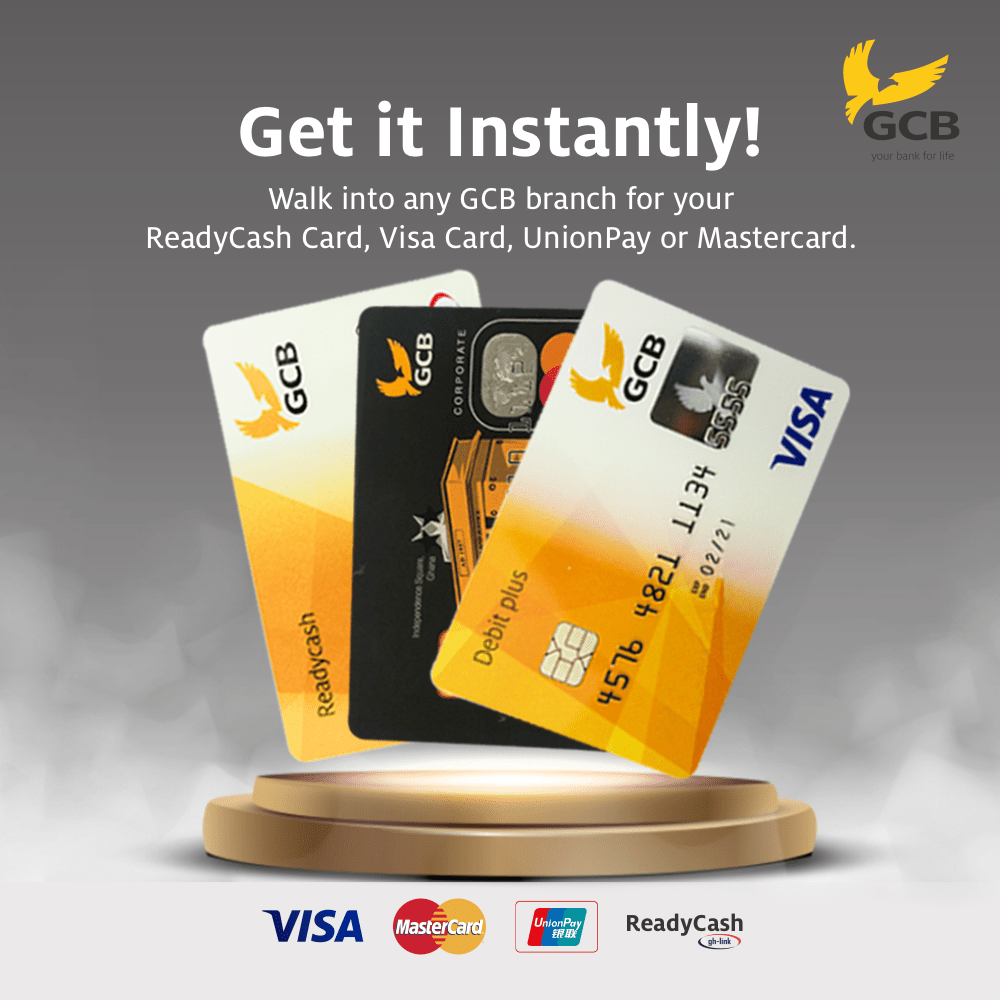 GCB
your bank for life
Get it Instantly!
Walk into any GCB branch for your
ReadyCash Card, Visa Card, UnionPay or Mastercard.
GCB
Readycash
GCB
CORPORATE
Independence Square,
Ghana
GCB
VISA
Debit plus
4576 4821 1134 5555
02/21
VISA
MasterCard
UnionPay
银联
ReadyCash
gh-link